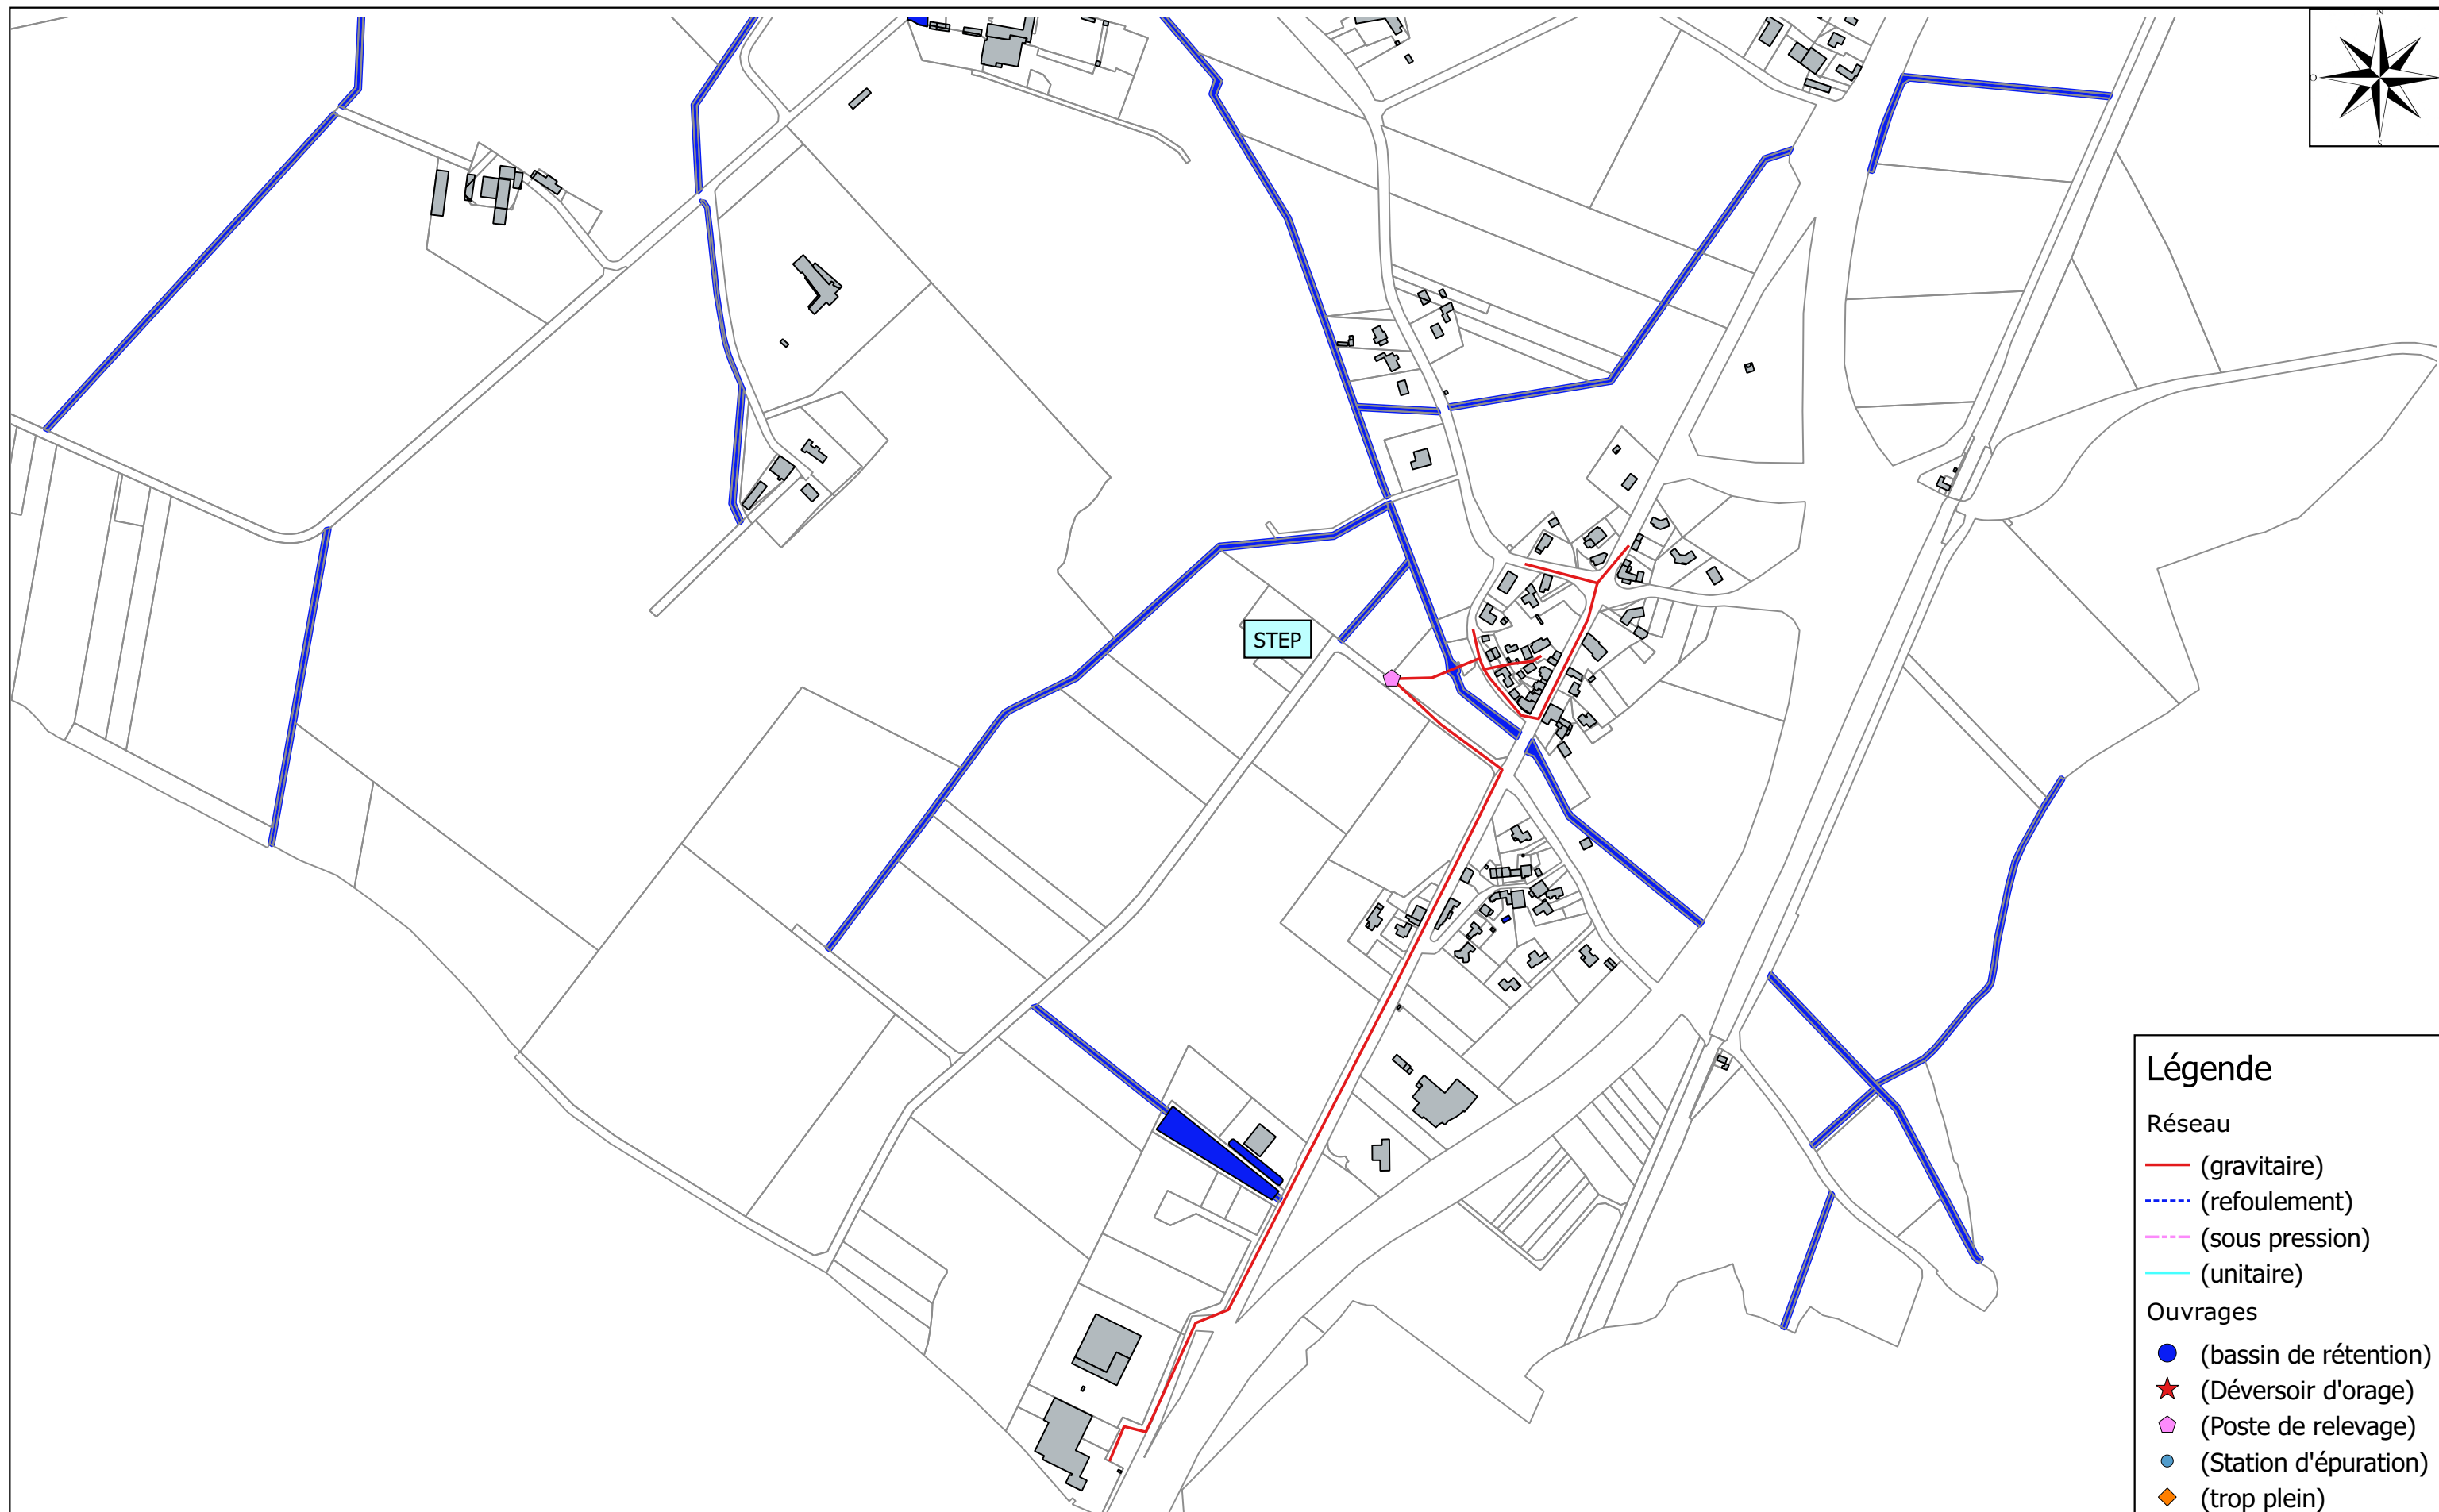 N
O
S
STEP
Légende
Réseau
(gravitaire)
(refoulement)
(sous pression)
(unitaire)
Ouvrages
(bassin de rétention)
(Déversoir d'orage)
(Poste de relevage)
(Station d'épuration)
(trop plein)